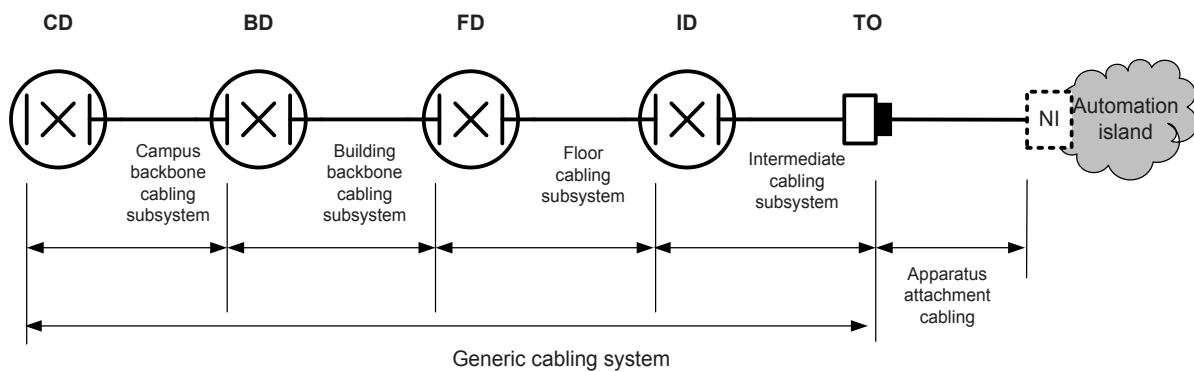 CD
BD
FD
ID
TO
NI
Automation
island
Campus
backbone
cabling
subsystem
Building
backbone
cabling
subsystem
Floor
cabling
subsystem
Intermediate
cabling
subsystem
Apparatus
attachment
cabling
Generic cabling system